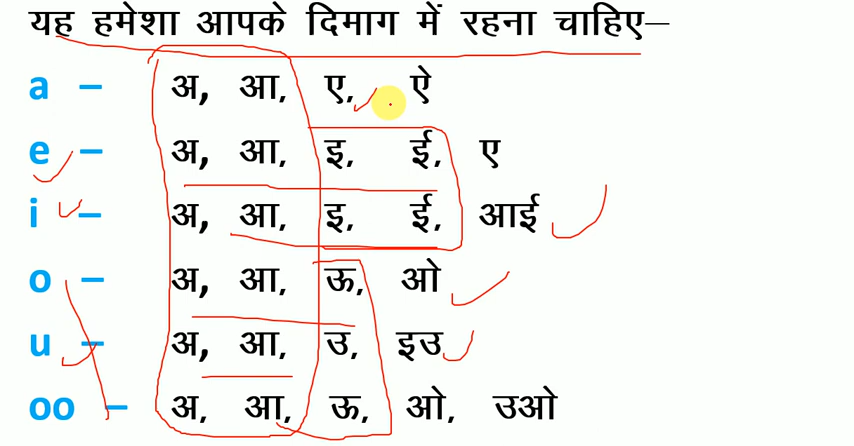 यह हमेशा आपके दिमाग में रहना चाहिए–
a – अ, आ, ए, ऐ
e – अ, आ, इ, ई, ए
i – अ, आ, इ, ई, आई
o – अ, आ, ऊ, ओ
u – अ, आ, उ, इउ
oo – अ, आ, ऊ, ओ, उओ